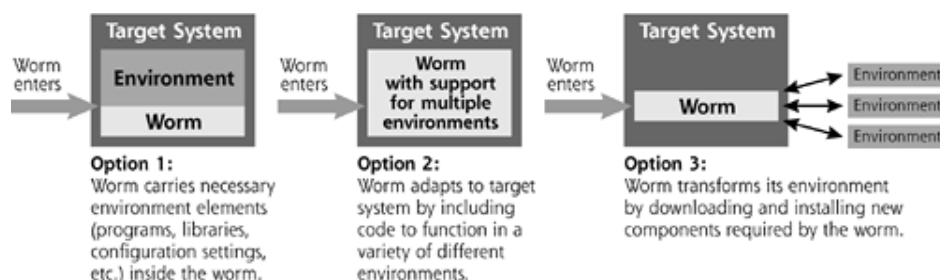 Target System
Worm
enters
Environment
Worm
Option 1:
Worm carries necessary
environment elements
(programs, libraries,
configuration settings,
etc.) inside the worm.
Target System
Worm
enters
Worm
with support
for multiple
environments
Option 2:
Worm adapts to target
system by including
code to function in a
variety of different
environments.
Target System
Worm
enters
Worm
Environment
Environment
Environment
Option 3:
Worm transforms its environment
by downloading and installing new
components required by the worm.